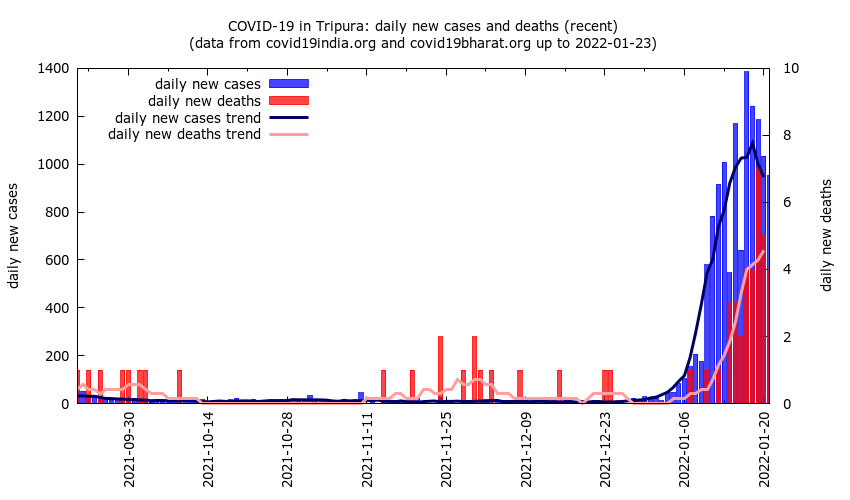 COVID-19 in Tripura: daily new cases and deaths (recent)
(data from covid19india.org and covid19bharat.org up to 2022-01-23)
daily new cases
daily new deaths
daily new cases trend
daily new deaths trend
1400
1200
1000
800
600
400
200
0
daily new cases
10
8
6
4
2
0
daily new deaths
2021-09-30
2021-10-14
2021-10-28
2021-11-11
2021-11-25
2021-12-09
2021-12-23
2022-01-06
2022-01-20